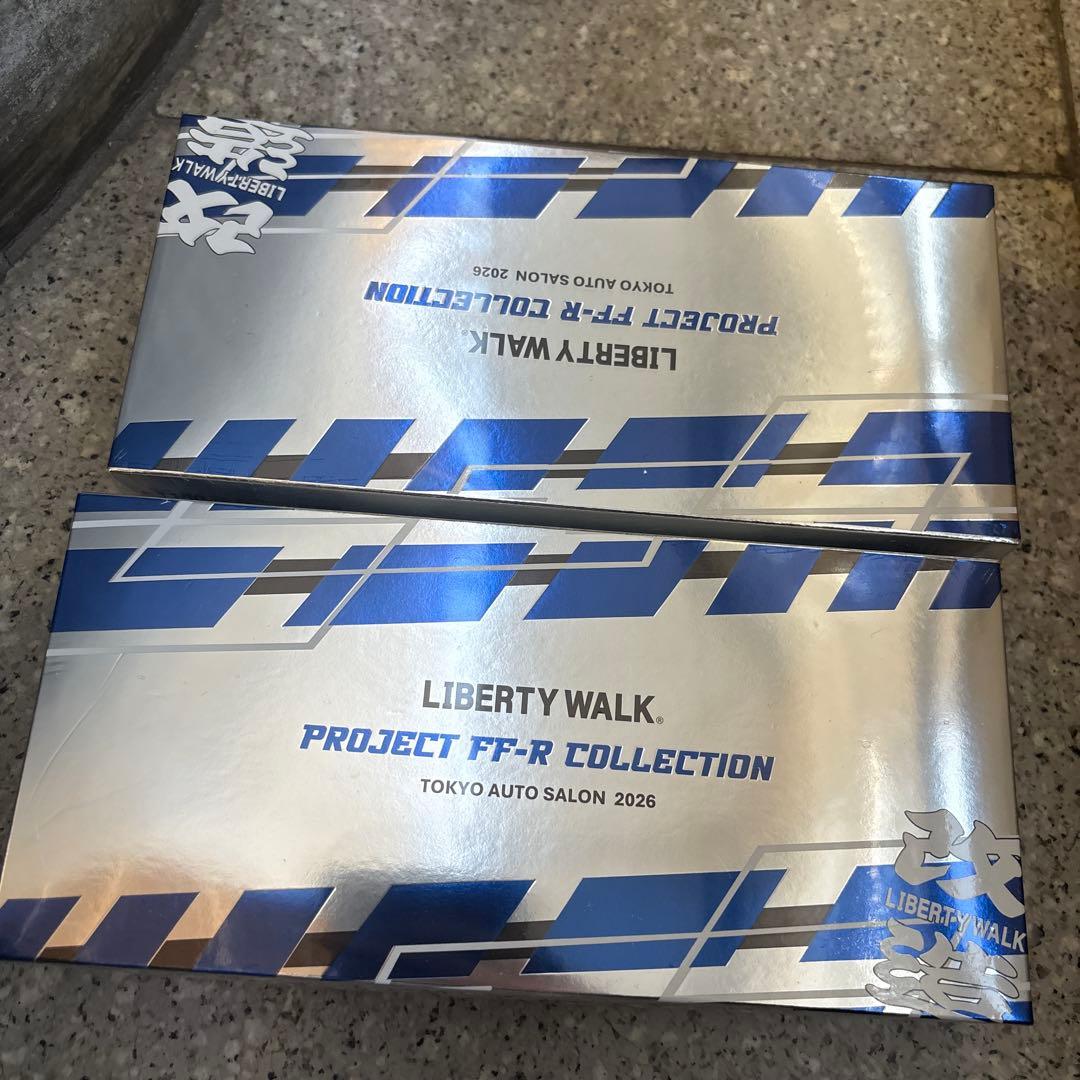 改
LIBERTY WALK
造
TOKYO AUTO SALON 2026
PROJECT FF-R COLLECTION
LIBERTY WALK®
LIBERTY WALK®
PROJECT FF-R COLLECTION
TOKYO AUTO SALON 2026
改
LIBERTY WALK
造